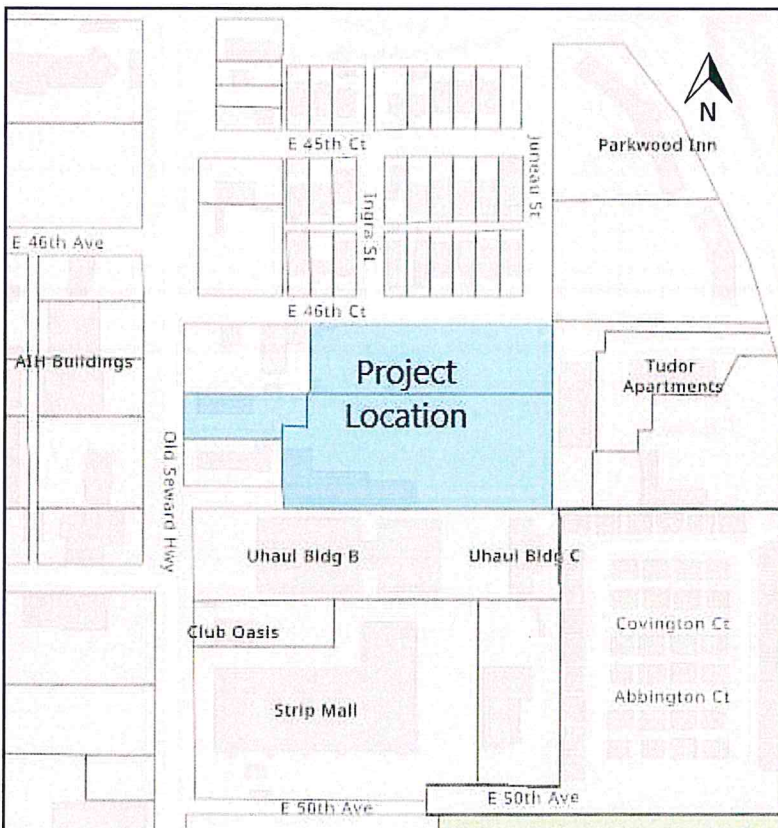 N
E 45th Ct
Juneau St
Parkwood Inn
Ingra St
E 46th Ave
E 46th Ct
AIH Buildings
Project
Location
Tudor
Apartments
Old Seward Hwy
Uhaul Bldg B
Uhaul Bldg C
Club Oasis
Covington Ct
Strip Mall
Abbington Ct
E 50th Ave
E 50th Ave